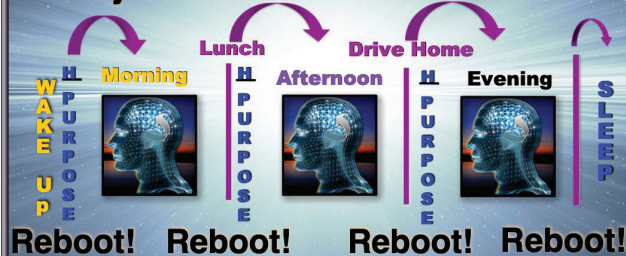 Lunch
Drive Home
WAKE UP
H PURPOSE
Morning
H PURPOSE
Afternoon
H PURPOSE
Evening
SLEEP
Reboot! Reboot! Reboot! Reboot!